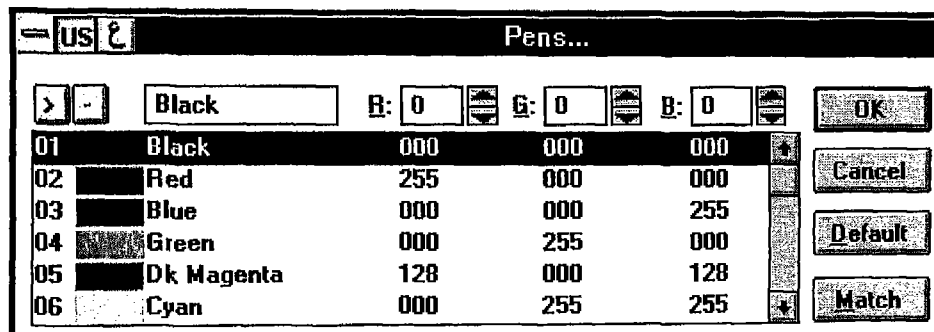 US ع Pens...
> - Black R: 0 G: 0 B: 0 OK
01 Black 000 000 000
02 Red 255 000 000 Cancel
03 Blue 000 000 255
04 Green 000 255 000 Default
05 Dk Magenta 128 000 128
06 Cyan 000 255 255 Match